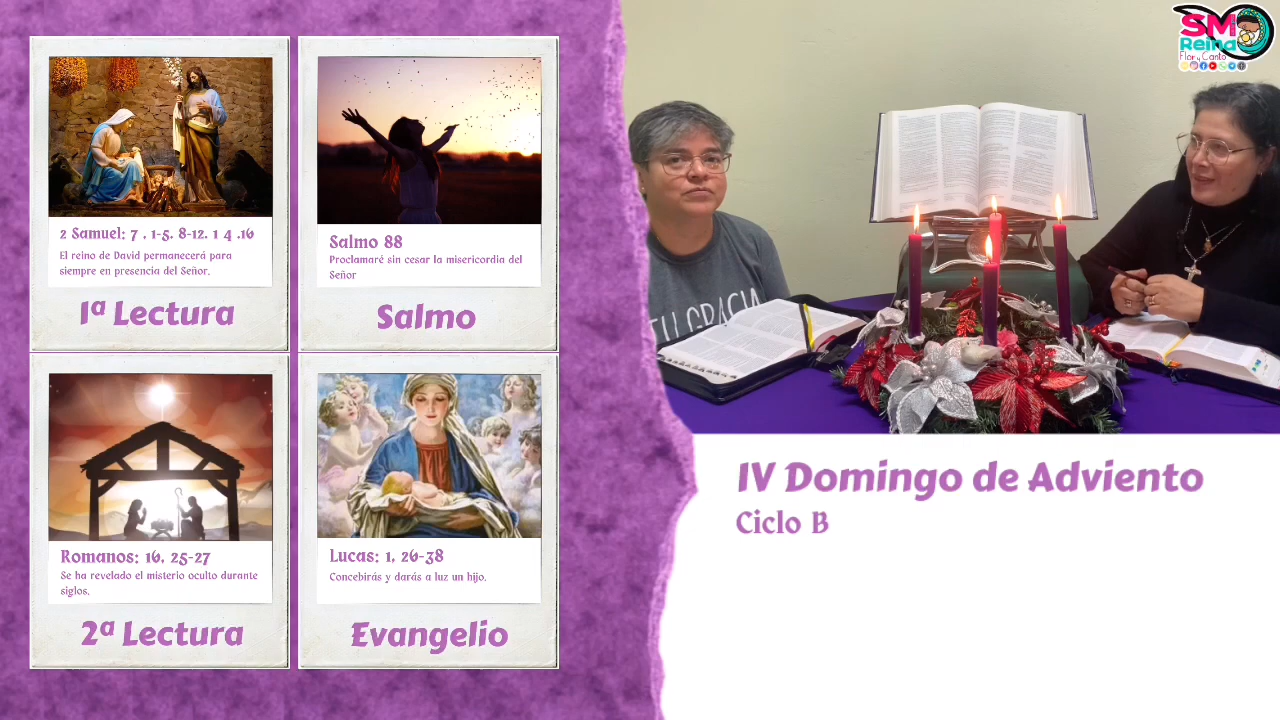 2 Samuel: 7 , 1-5. 8-12. 1 4 .16
El reino de David permanecerá para
siempre en presencia del Señor.
1ª Lectura
Salmo 88
Proclamaré sin cesar la misericordia del
Señor
Salmo
Romanos: 16, 25-27
Se ha revelado el misterio oculto durante
siglos.
2ª Lectura
Lucas: 1, 26-38
Concebirás y darás a luz un hijo.
Evangelio
SM
Reina
Flor y Canto
TU GRACIA
IV Domingo de Adviento
Ciclo B